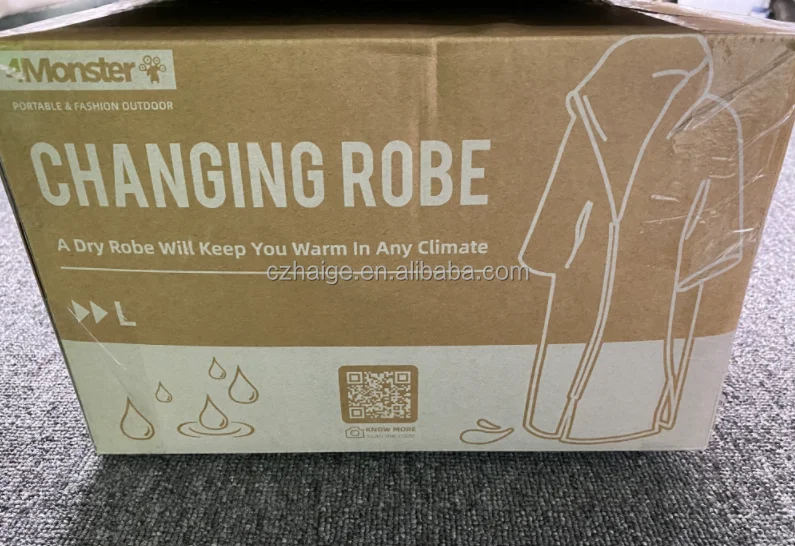 4Monster
PORTABLE & FASHION OUTDOOR
CHANGING ROBE
A Dry Robe Will Keep You Warm In Any Climate
czhaige.en.alibaba.com
L
KNOW MORE